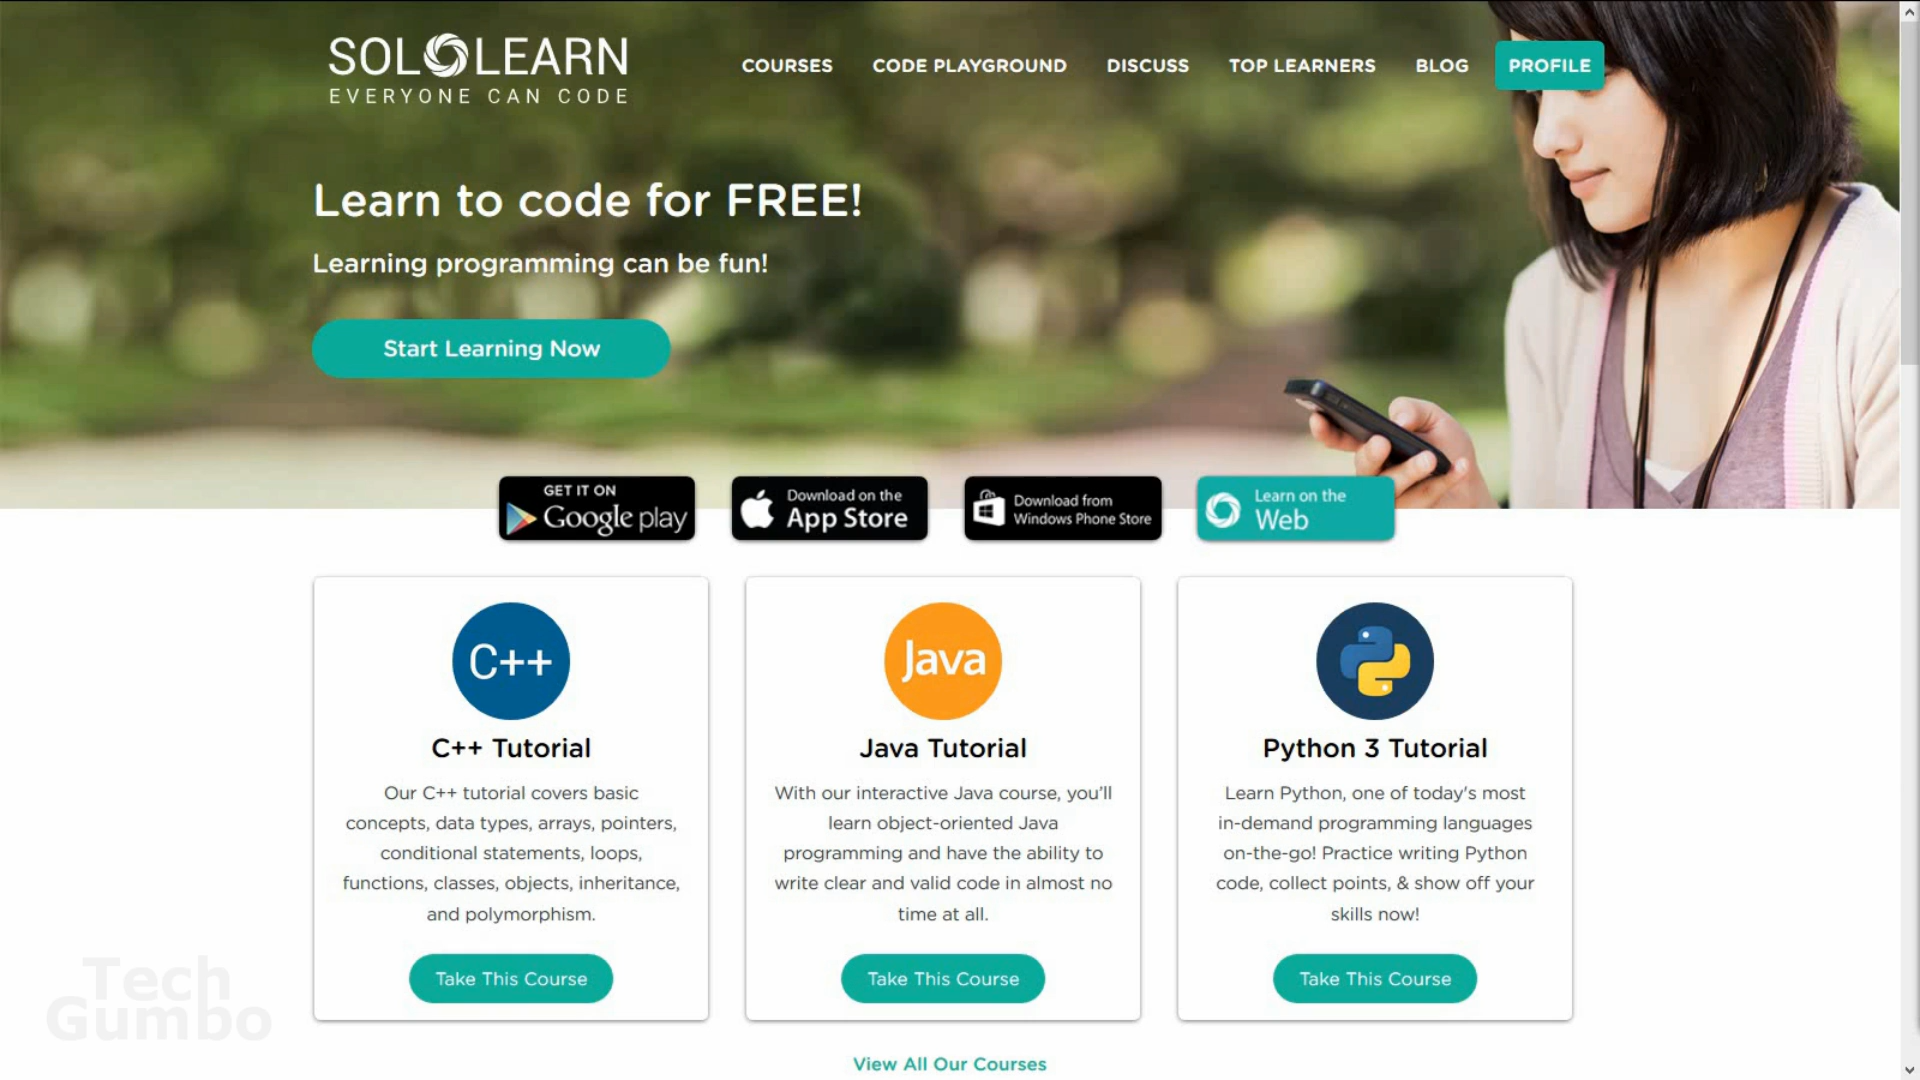 SOLOLEARN
EVERYONE CAN CODE
COURSES
CODE PLAYGROUND
DISCUSS
TOP LEARNERS
BLOG
PROFILE
Learn to code for FREE!
Learning programming can be fun!
Start Learning Now
GET IT ON
Google play
Download on the
App Store
Download from
Windows Phone Store
Learn on the
Web
C++
C++ Tutorial
Our C++ tutorial covers basic
concepts, data types, arrays, pointers,
conditional statements, loops,
functions, classes, objects, inheritance,
and polymorphism.
Take This Course
Java
Java Tutorial
With our interactive Java course, you'll
learn object-oriented Java
programming and have the ability to
write clear and valid code in almost no
time at all.
Take This Course
Python 3 Tutorial
Learn Python, one of today's most
in-demand programming languages
on-the-go! Practice writing Python
code, collect points, & show off your
skills now!
Take This Course
View All Our Courses
Tech
Gumbo